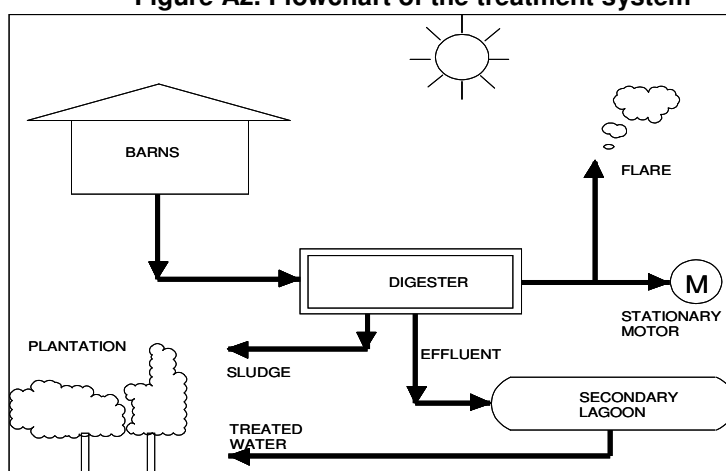 Figure A2. Flowchart of the treatment system
BARNS
FLARE
DIGESTER
M
STATIONARY
MOTOR
PLANTATION
SLUDGE
EFFLUENT
SECONDARY
LAGOON
TREATED
WATER